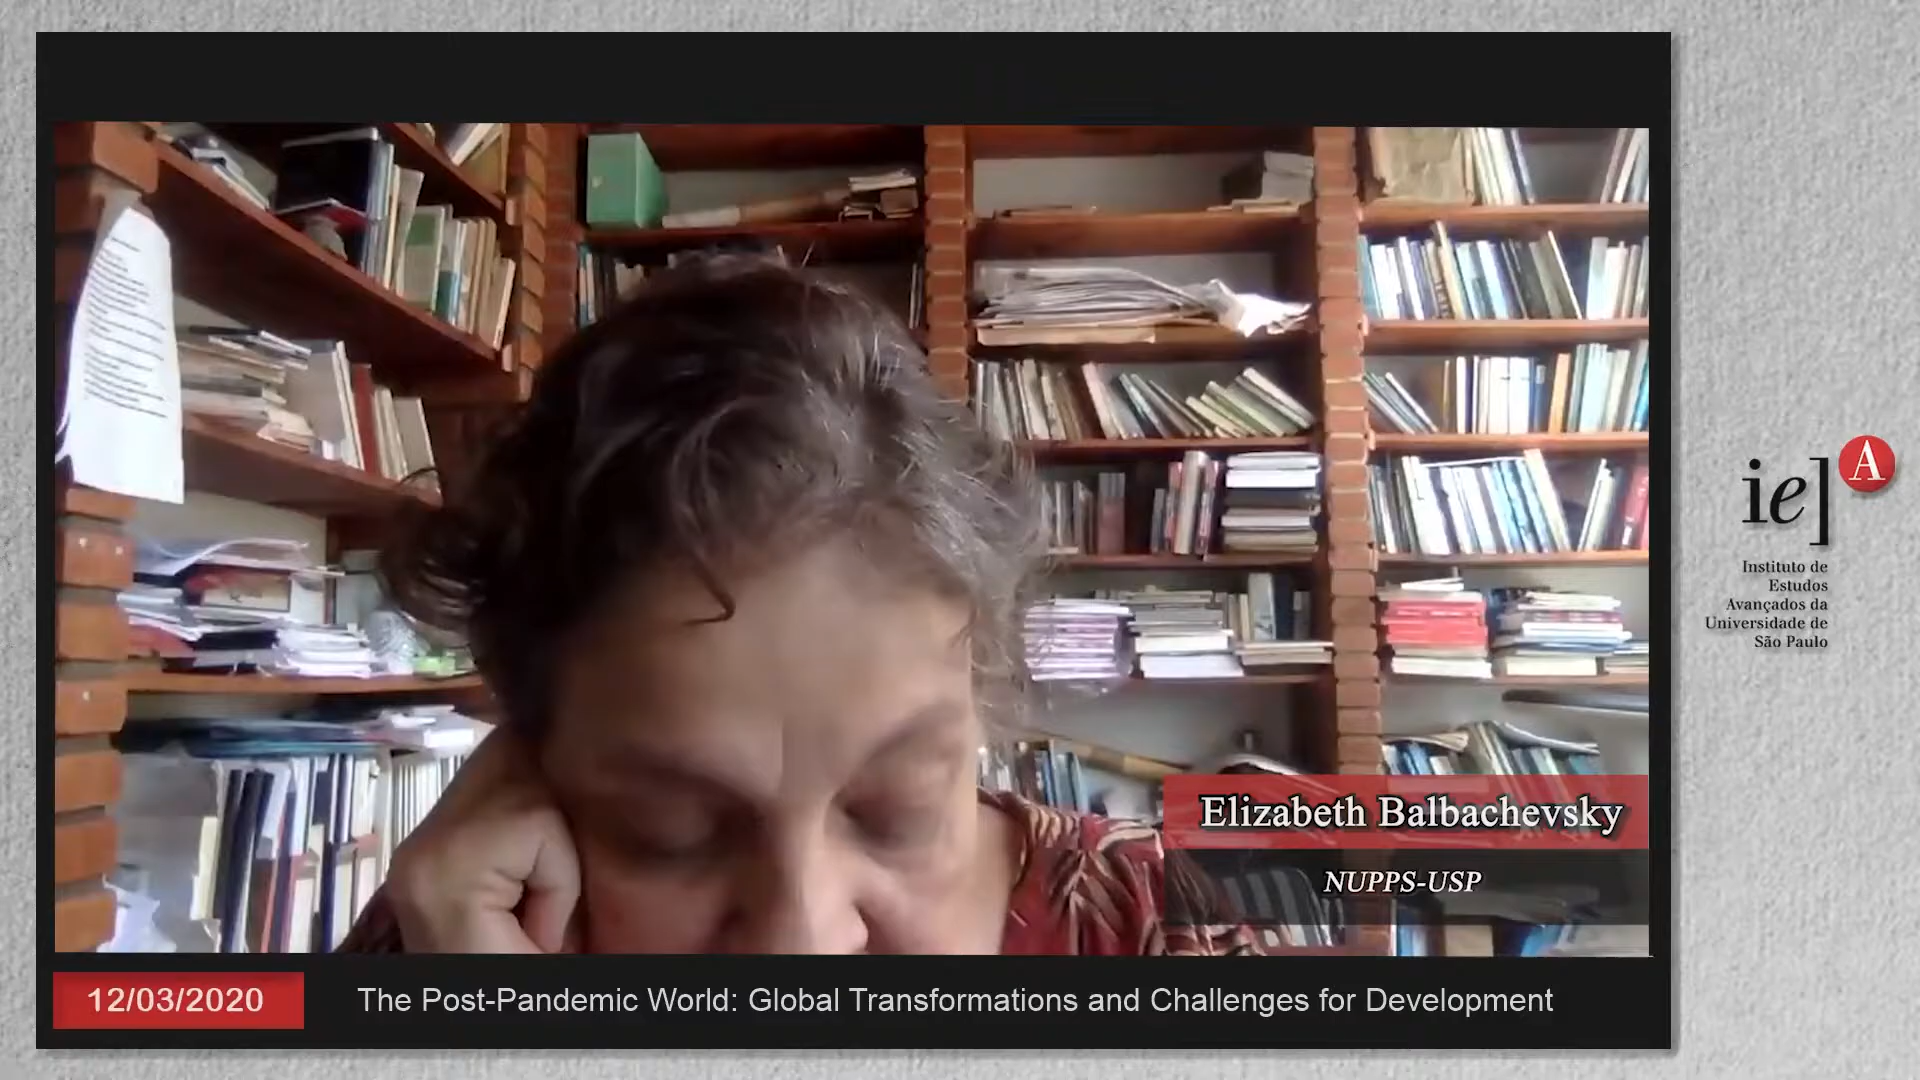 Elizabeth Balbachevsky
NUPPS-USP
12/03/2020
The Post-Pandemic World: Global Transformations and Challenges for Development
ie]
A
Instituto de
Estudos
Avançados da
Universidade de
São Paulo